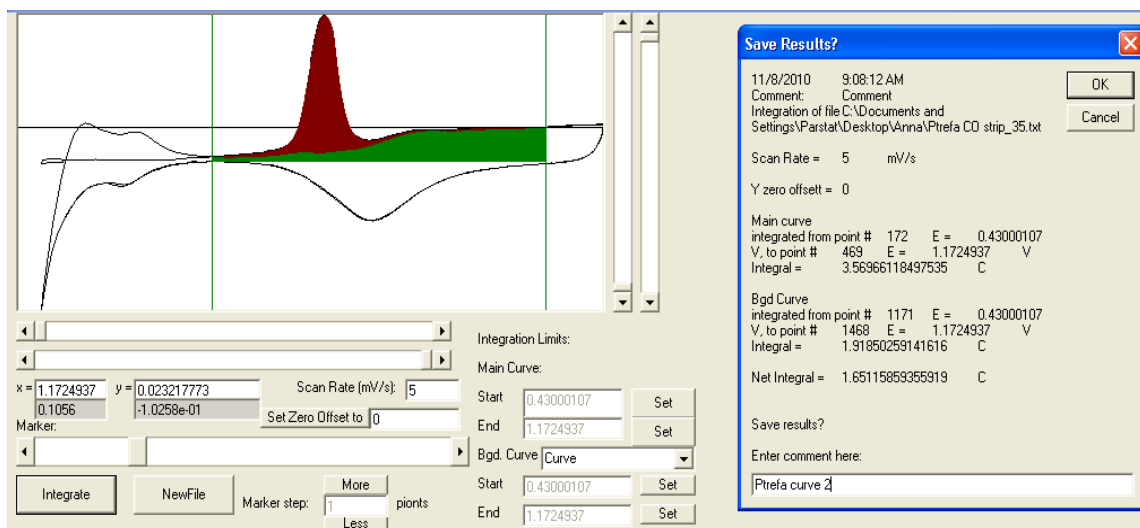 x = 1.1724937 y = 0.023217773 Scan Rate (mV/s): 5
0.1056 -1.0258e-01 Set Zero Offset to 0
Marker:
Integrate NewFile Marker step: More 1 Less pionts
Integration Limits:
Main Curve:
Start 0.43000107 Set
End 1.1724937 Set
Bgd. Curve Curve
Start 0.43000107 Set
End 1.1724937 Set
Save Results?
11/8/2010 9:08:12 AM OK
Comment: Comment
Integration of file C:\Documents and Cancel
Settings\Parstat\Desktop\Anna\Ptrefa CO strip_35.txt
Scan Rate = 5 mV/s
Y zero offsett = 0
Main curve
integrated from point # 172 E = 0.43000107
V, to point # 469 E = 1.1724937 V
Integral = 3.56966118497535 C
Bgd Curve
integrated from point # 1171 E = 0.43000107
V, to point # 1468 E = 1.1724937 V
Integral = 1.91850259141616 C
Net Integral = 1.65115859355919 C
Save results?
Enter comment here:
Ptrefa curve 2